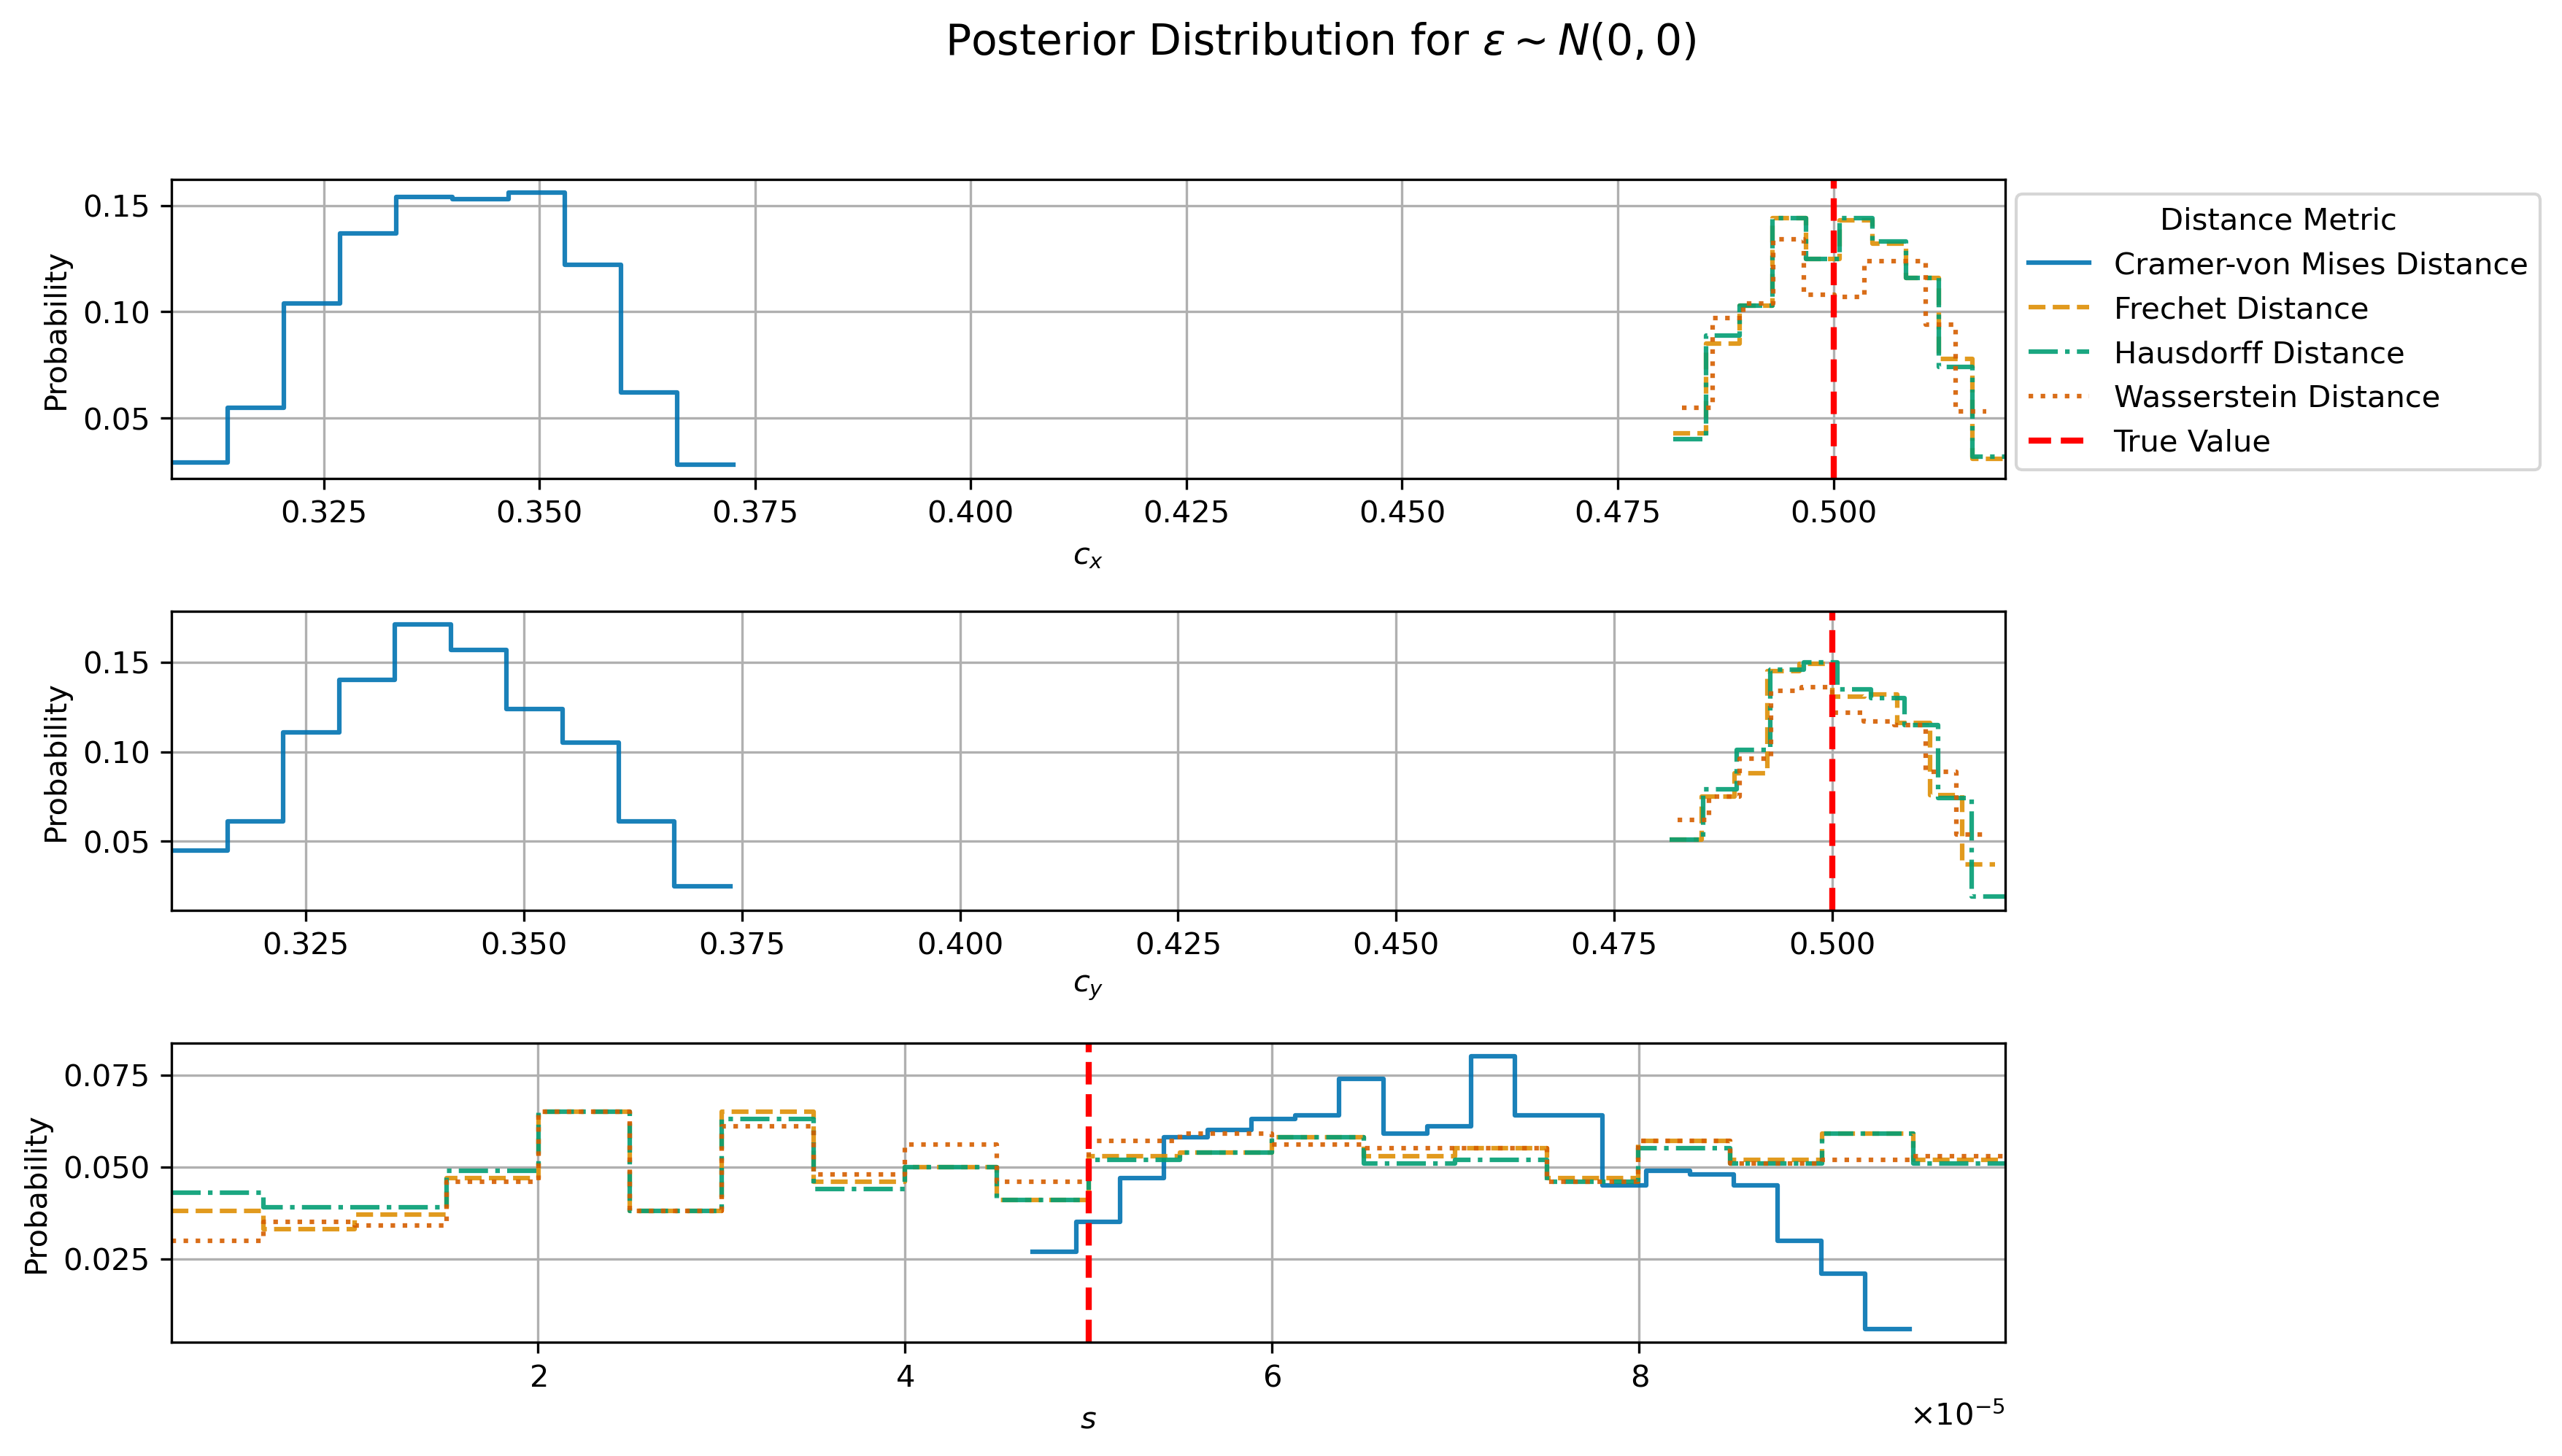 Posterior Distribution for ε ~ N(0, 0)
0.15
0.10
0.05
Probability
0.325 0.350 0.375 0.400 0.425 0.450 0.475 0.500
c_x
Distance Metric
Cramer-von Mises Distance
Frechet Distance
Hausdorff Distance
Wasserstein Distance
True Value
0.15
0.10
0.05
Probability
0.325 0.350 0.375 0.400 0.425 0.450 0.475 0.500
c_y
0.075
0.050
0.025
Probability
2 4 6 8
×10⁻⁵
s